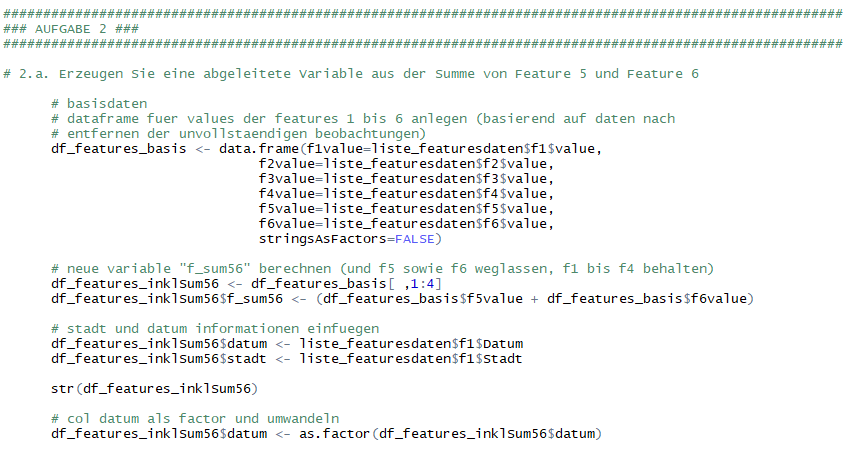 #########################################################################################################
### AUFGABE 2 ###
#########################################################################################################
# 2.a. Erzeugen Sie eine abgeleitete Variable aus der Summe von Feature 5 und Feature 6
# basisdaten
# dataframe fuer values der features 1 bis 6 anlegen (basierend auf daten nach
# entfernen der unvollstaendigen beobachtungen)
df_features_basis <- data.frame(f1value=liste_featuresdaten$f1$value,
f2value=liste_featuresdaten$f2$value,
f3value=liste_featuresdaten$f3$value,
f4value=liste_featuresdaten$f4$value,
f5value=liste_featuresdaten$f5$value,
f6value=liste_featuresdaten$f6$value,
stringsAsFactors=FALSE)
# neue variable "f_sum56" berechnen (und f5 sowie f6 weglassen, f1 bis f4 behalten)
df_features_inklSum56 <- df_features_basis[ ,1:4]
df_features_inklSum56$f_sum56 <- (df_features_basis$f5value + df_features_basis$f6value)
# stadt und datum informationen einfuegen
df_features_inklSum56$datum <- liste_featuresdaten$f1$Datum
df_features_inklSum56$stadt <- liste_featuresdaten$f1$Stadt
str(df_features_inklSum56)
# col datum als factor und umwandeln
df_features_inklSum56$datum <- as.factor(df_features_inklSum56$datum)